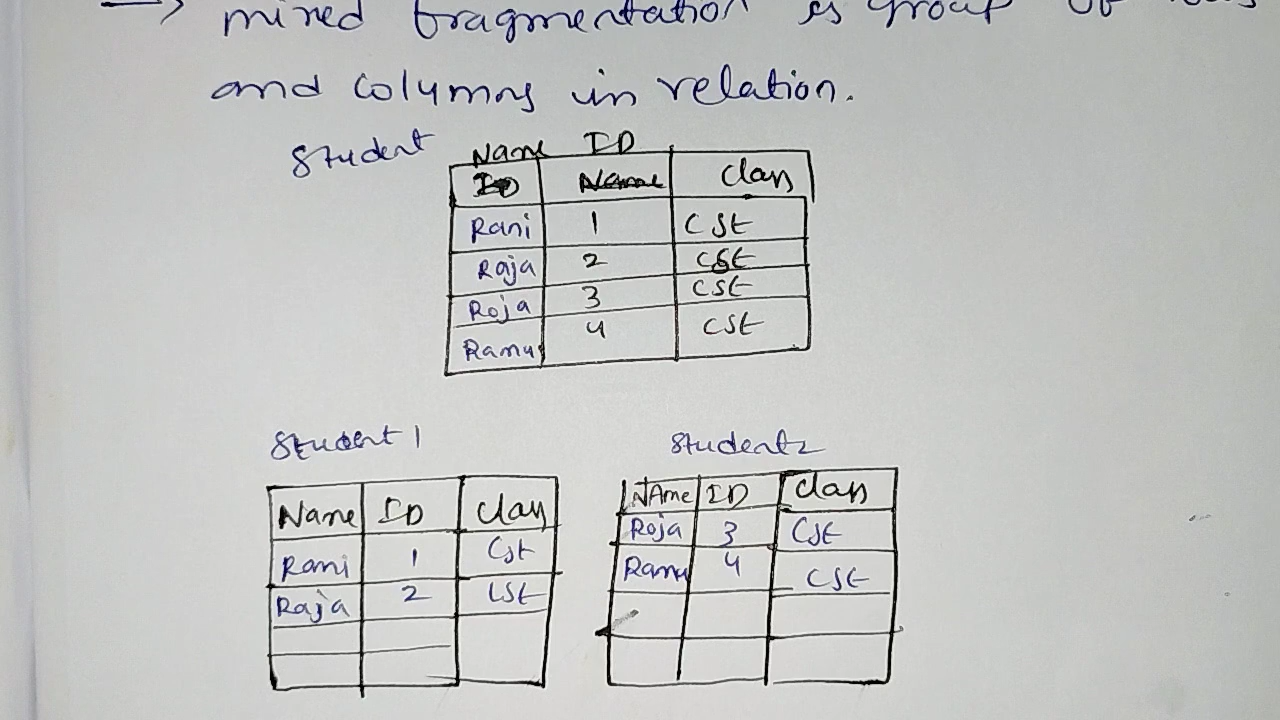 → mixed fragmentation is group of rows
and columns in relation.
Student
Name ID
Class
Rani 1 CSE
Raja 2 CSE
Roja 3 CSE
Ramu 4 CSE
Student 1
Name ID Class
Rani 1 CSE
Raja 2 CSE
Student2
NAme ID Class
Roja 3 CSE
Ramu 4 CSE